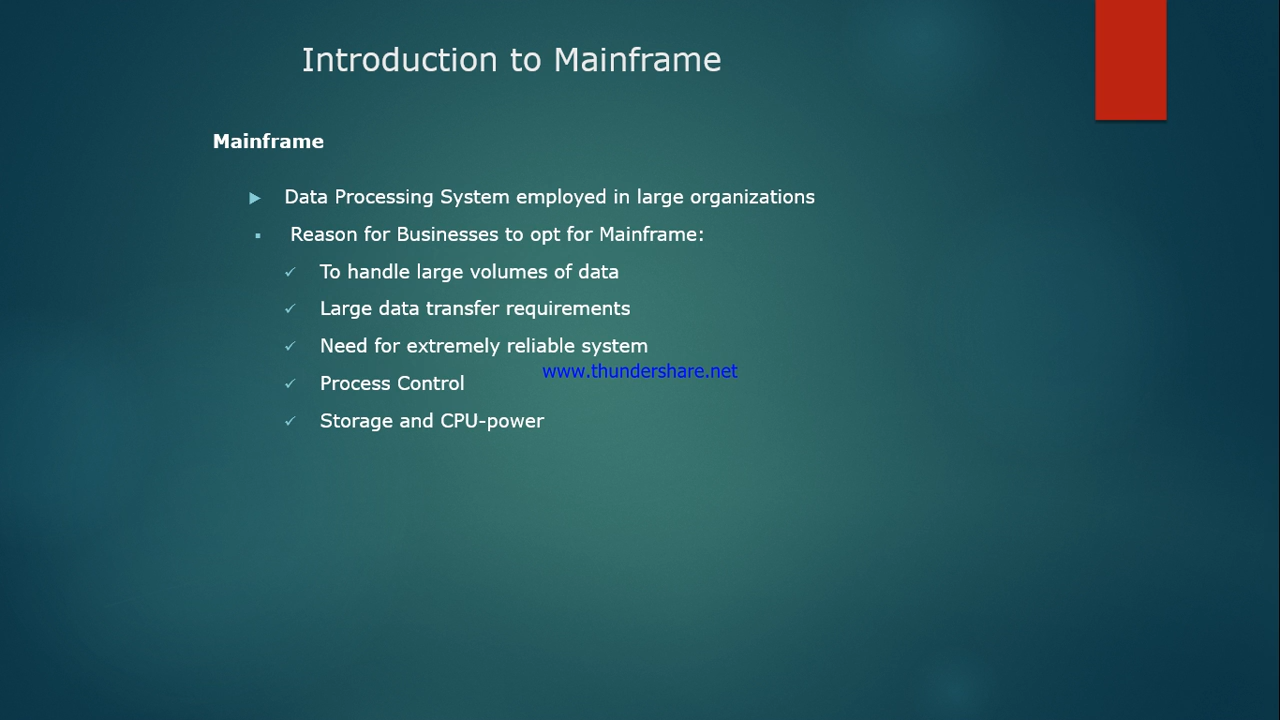 Introduction to Mainframe
Mainframe
Data Processing System employed in large organizations
Reason for Businesses to opt for Mainframe:
To handle large volumes of data
Large data transfer requirements
Need for extremely reliable system
www.thundershare.net
Process Control
Storage and CPU-power